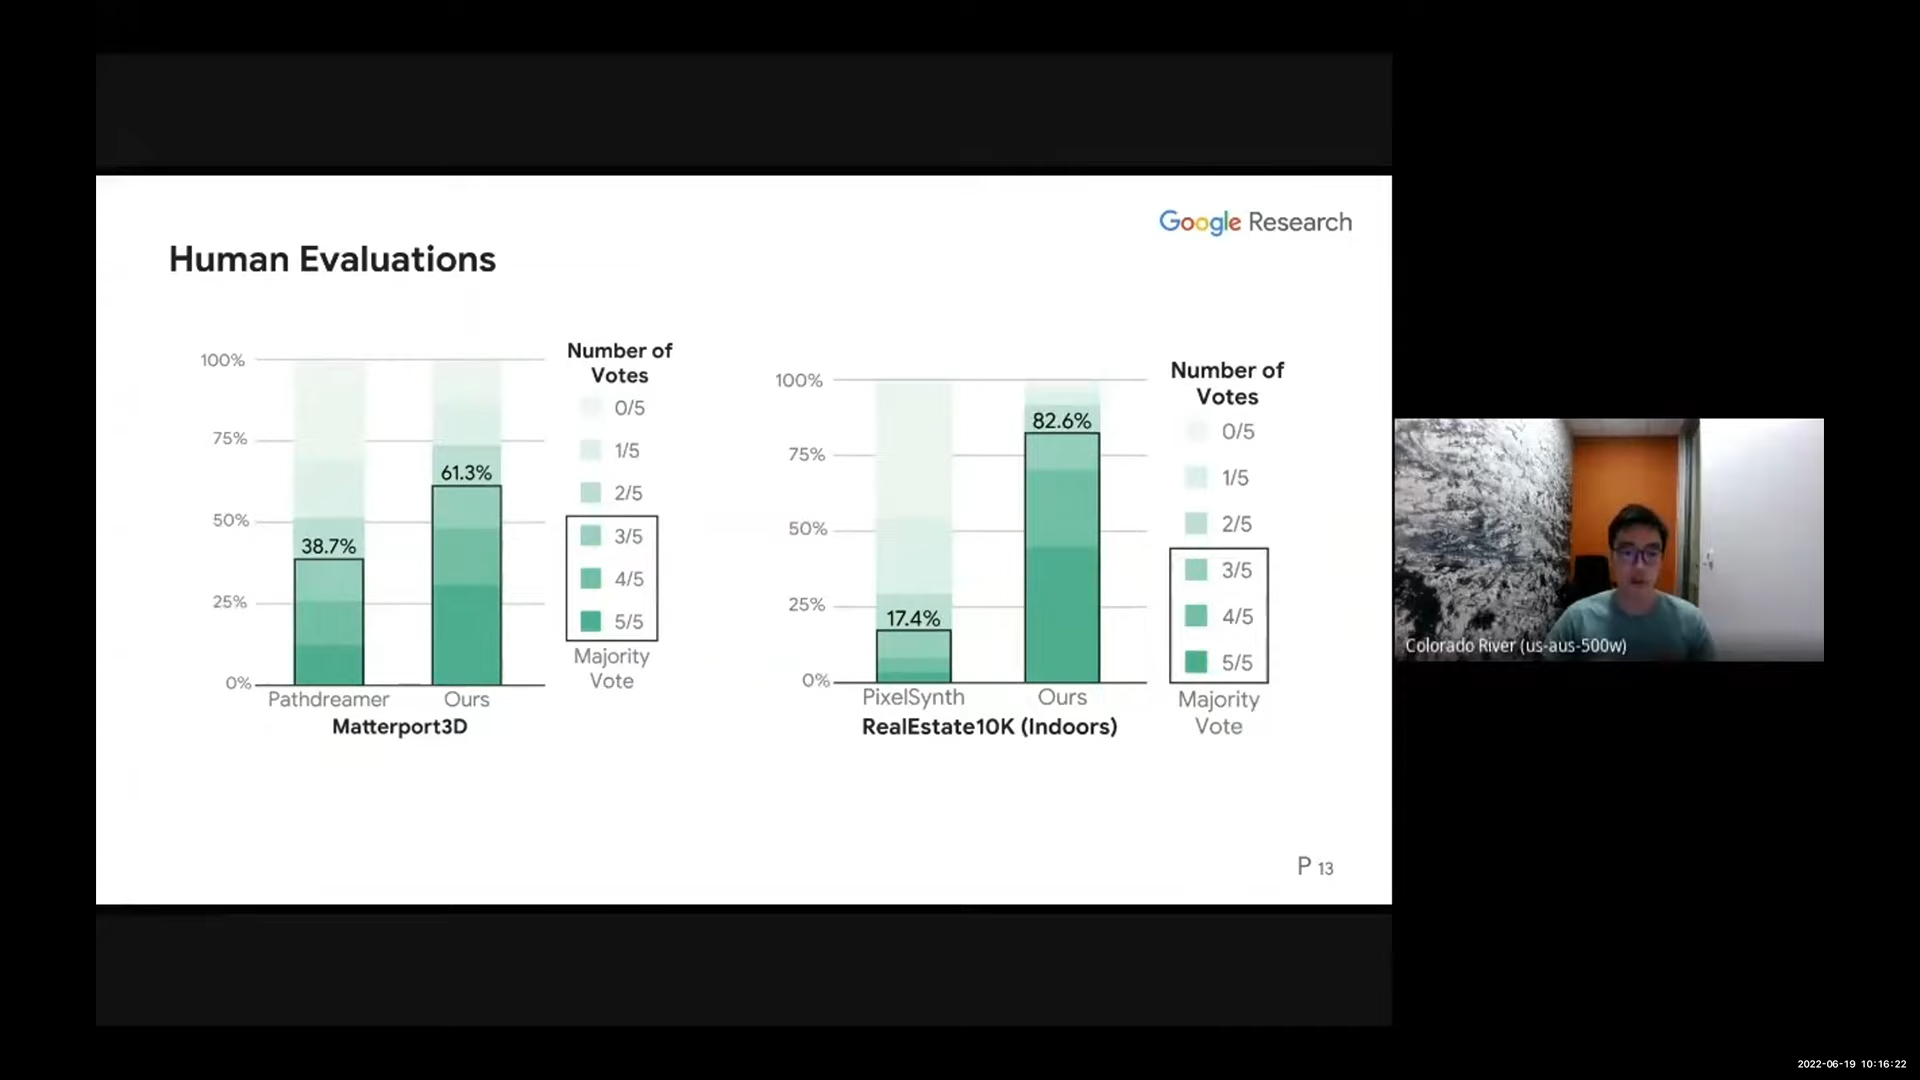 Google Research
Human Evaluations
Number of
Votes
100%
75%
50%
25%
0%
61.3%
38.7%
0/5
1/5
2/5
3/5
4/5
5/5
Majority
Vote
Pathdreamer
Ours
Matterport3D
Number of
Votes
100%
75%
50%
25%
0%
82.6%
17.4%
0/5
1/5
2/5
3/5
4/5
5/5
Majority
Vote
PixelSynth
Ours
RealEstate10K (Indoors)
P 13
Colorado River (us-aus-500w)
2022-06-19 10:16:22